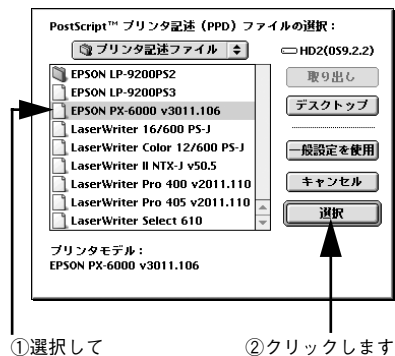 PostScript™ プリンタ記述（PPD）ファイルの選択：
プリンタ記述ファイル
HD2(OS9.2.2)
EPSON LP-9200PS2
EPSON LP-9200PS3
EPSON PX-6000 v3011.106
LaserWriter 16/600 PS-J
LaserWriter Color 12/600 PS-J
LaserWriter II NTX-J v50.5
LaserWriter Pro 400 v2011.110
LaserWriter Pro 405 v2011.110
LaserWriter Select 610
取り出し
デスクトップ
一般設定を使用
キャンセル
選択
プリンタモデル：
EPSON PX-6000 v3011.106
①選択して
②クリックします